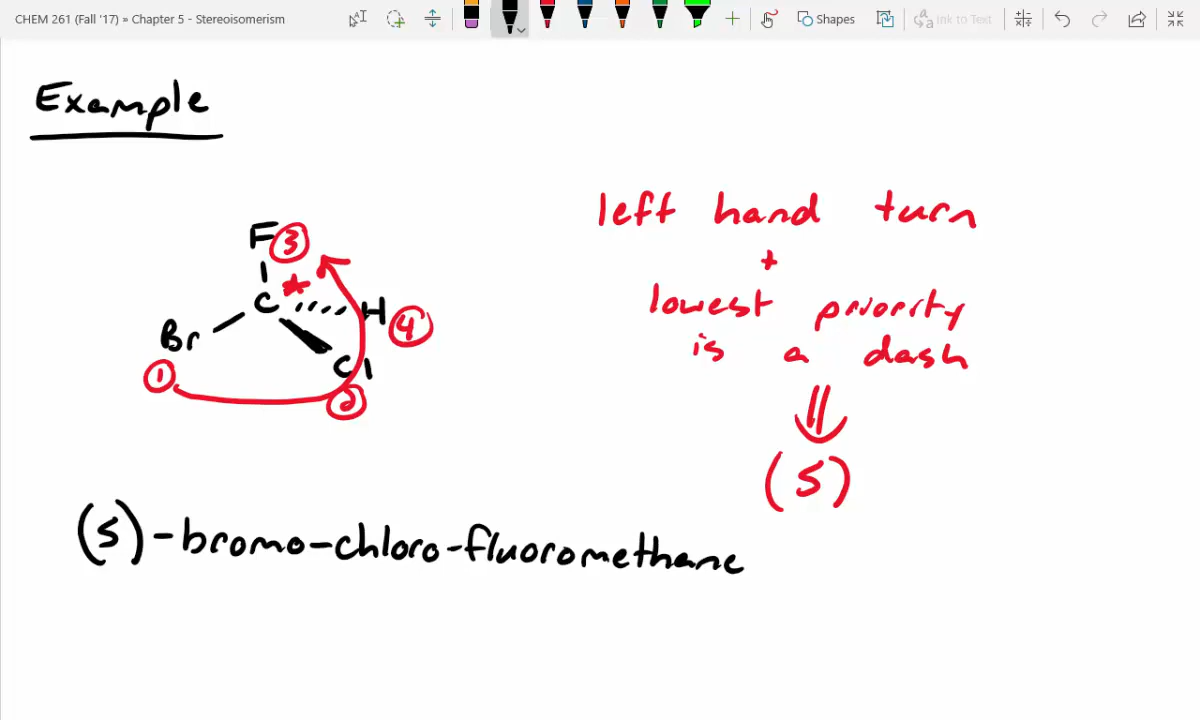 CHEM 261 (Fall '17) » Chapter 5 - Stereoisomerism
Shapes
Ink to Text
Example
F 3
C * H 4
Br
Cl
1
2
left hand turn
+
lowest priority
is a dash
(S)
(S)-bromo-chloro-fluoromethane